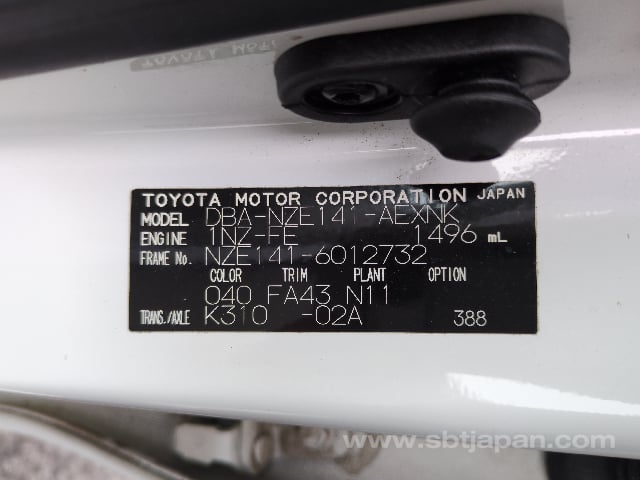 TOYOTA MOTOR CORPORATION JAPAN
MODEL DBA-NZE141-AEXNK
ENGINE 1NZ-FE 1496 mL
FRAME No. NZE141-6012732
COLOR TRIM PLANT OPTION
040 FA43 N11
TRANS./AXLE K310 -02A 388
www.sbtjapan.com